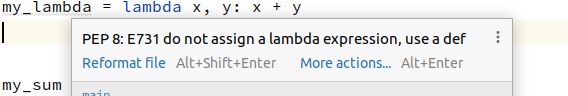 my_lambda = lambda x, y: x + y
PEP 8: E731 do not assign a lambda expression, use a def
Reformat file Alt+Shift+Enter More actions... Alt+Enter
my_sum
main